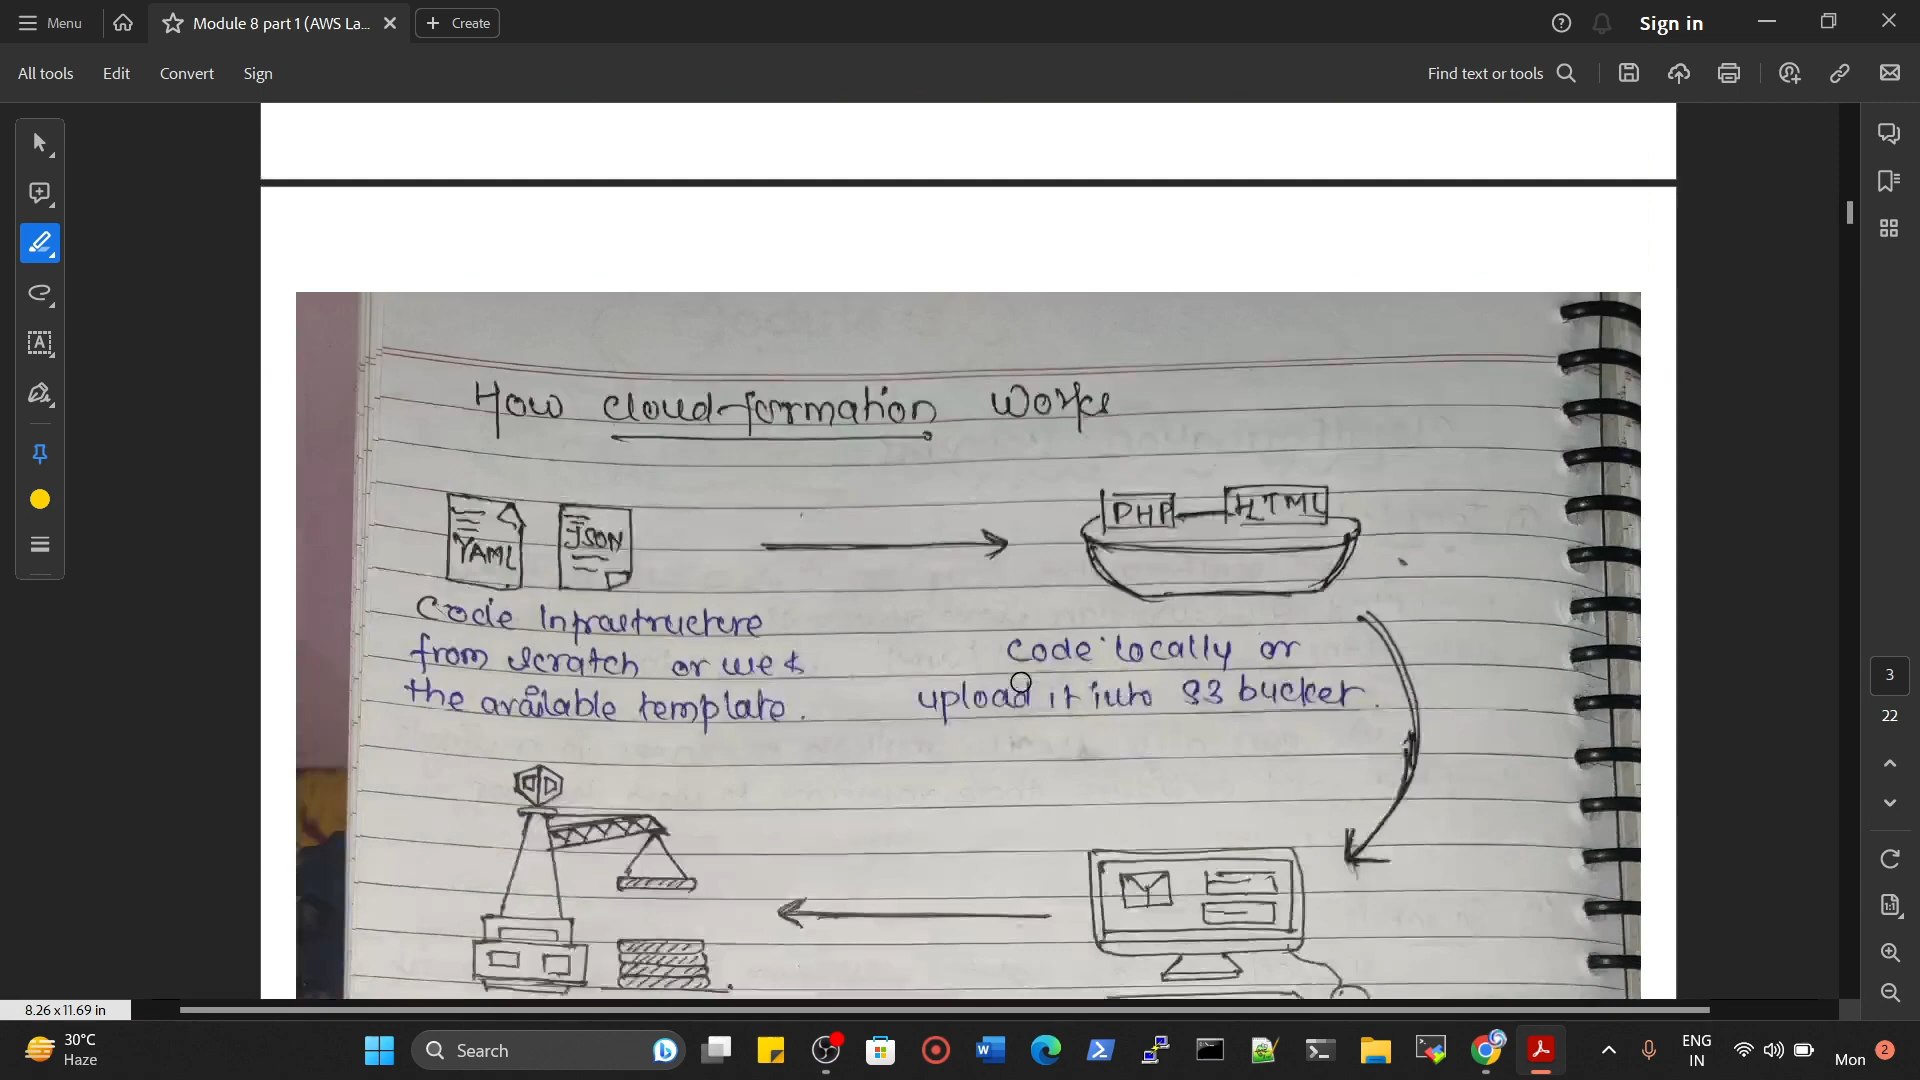 Menu
Module 8 part 1 (AWS La...
Create
Sign in
All tools
Edit
Convert
Sign
Find text or tools
How cloud-formation Works
YAML
JSON
PHP
HTML
Code Infrastructure
from scratch or use
the available template.
Code locally or
upload it into S3 bucket.
3
22
8.26 x 11.69 in
30°C
Haze
Search
ENG
IN
Mon
2